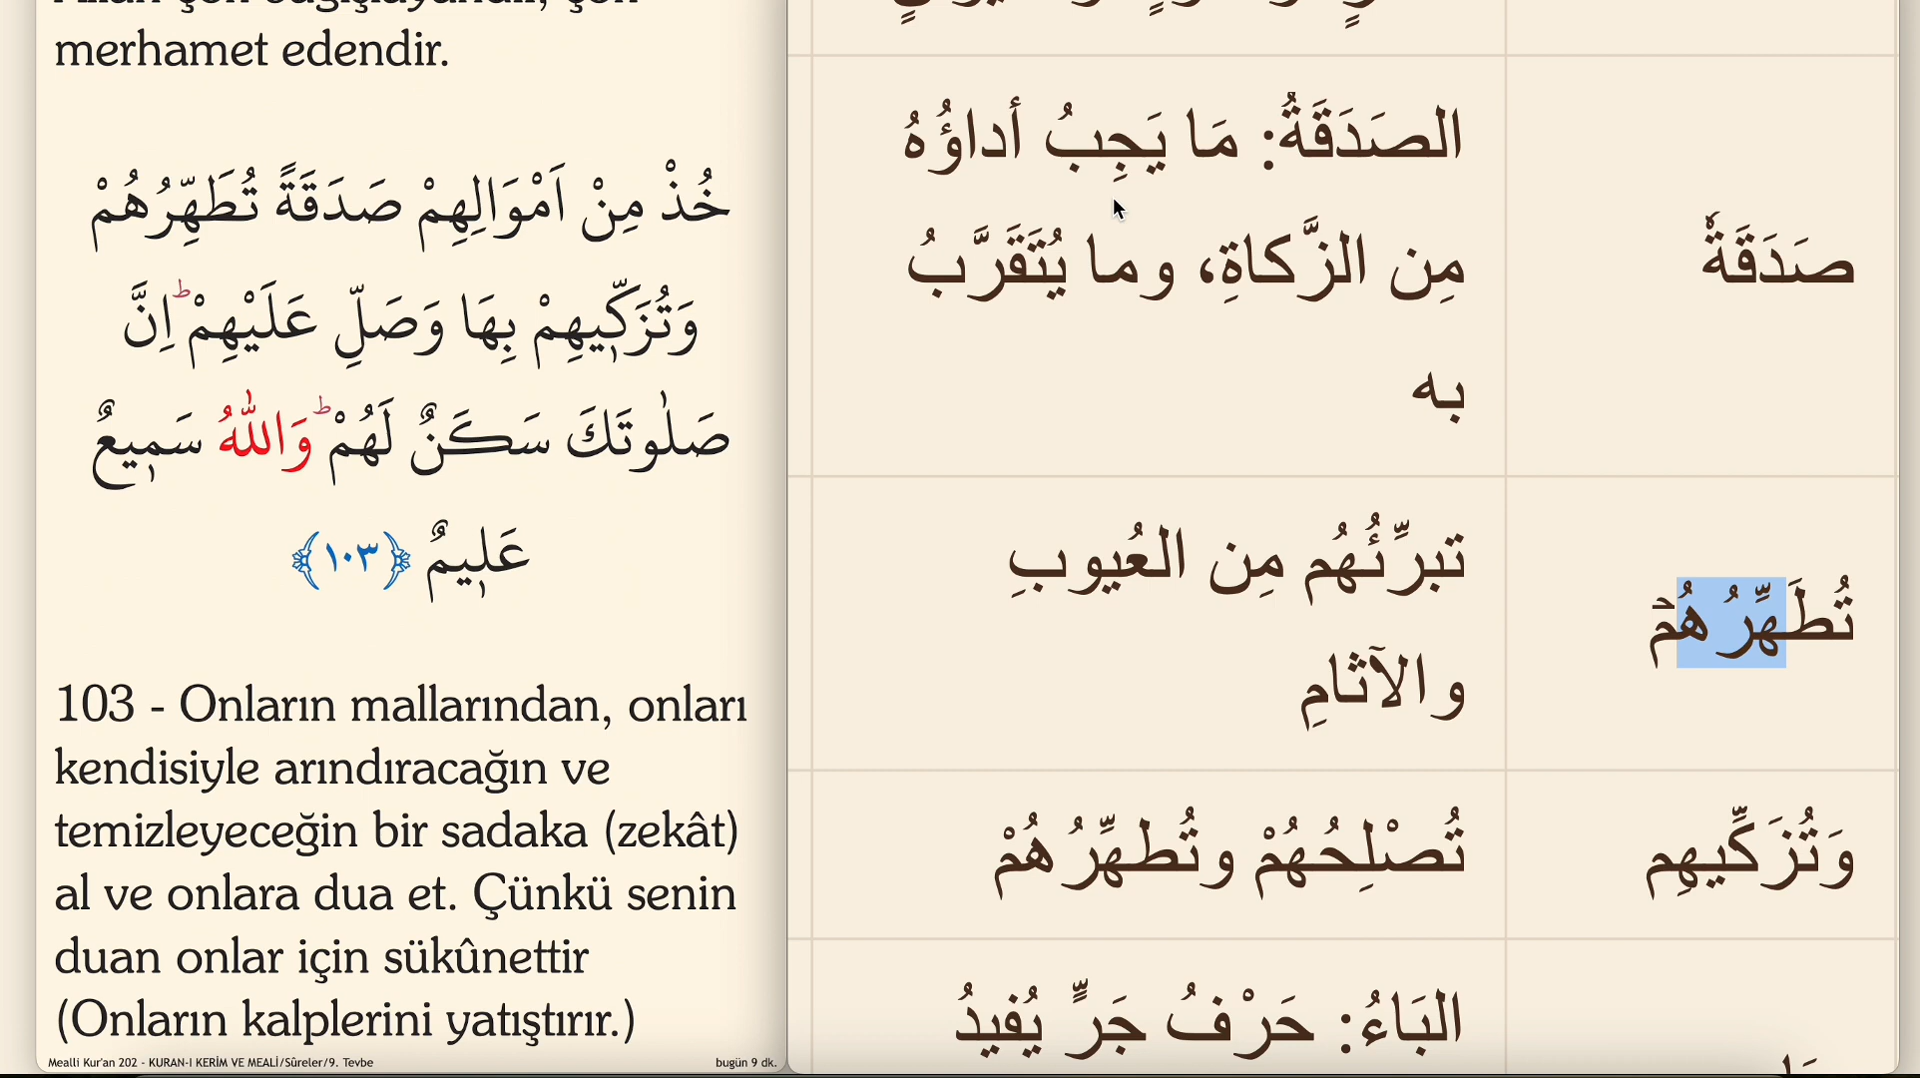 merhamet edendir.
خُذْ مِنْ اَمْوَالِهِمْ صَدَقَةً تُطَهِّرُهُمْ
وَتُزَكّ۪يهِمْ بِهَا وَصَلِّ عَلَيْهِمْۜ اِنَّ
صَلٰوتَكَ سَكَنٌ لَهُمْۜ وَاللّٰهُ سَم۪يعٌ
عَل۪يمٌ ﴿١٠٣﴾
103 - Onların mallarından, onları
kendisiyle arındıracağın ve
temizleyeceğin bir sadaka (zekât)
al ve onlara dua et. Çünkü senin
duan onlar için sükûnettir
(Onların kalplerini yatıştırır.)
Mealli Kur'an 202 - KURAN-I KERİM VE MEALİ/Sûreler/9. Tevbe
bugün 9 dk.
صَدَقَةٗ
الصَدَقَةُ: مَا يَجِبُ أداؤُهُ
مِن الزَّكاةِ، وما يُتَقَرَّبُ
به
تُطَهِّرُهُمۡ
تبرِّئُهُم مِن العُيوبِ
والآثامِ
وَتُزَكِّيهِم
تُصْلِحُهُمْ وتُطهِّرُهُمْ
البَاءُ: حَرْفُ جَرٍّ يُفيدُ